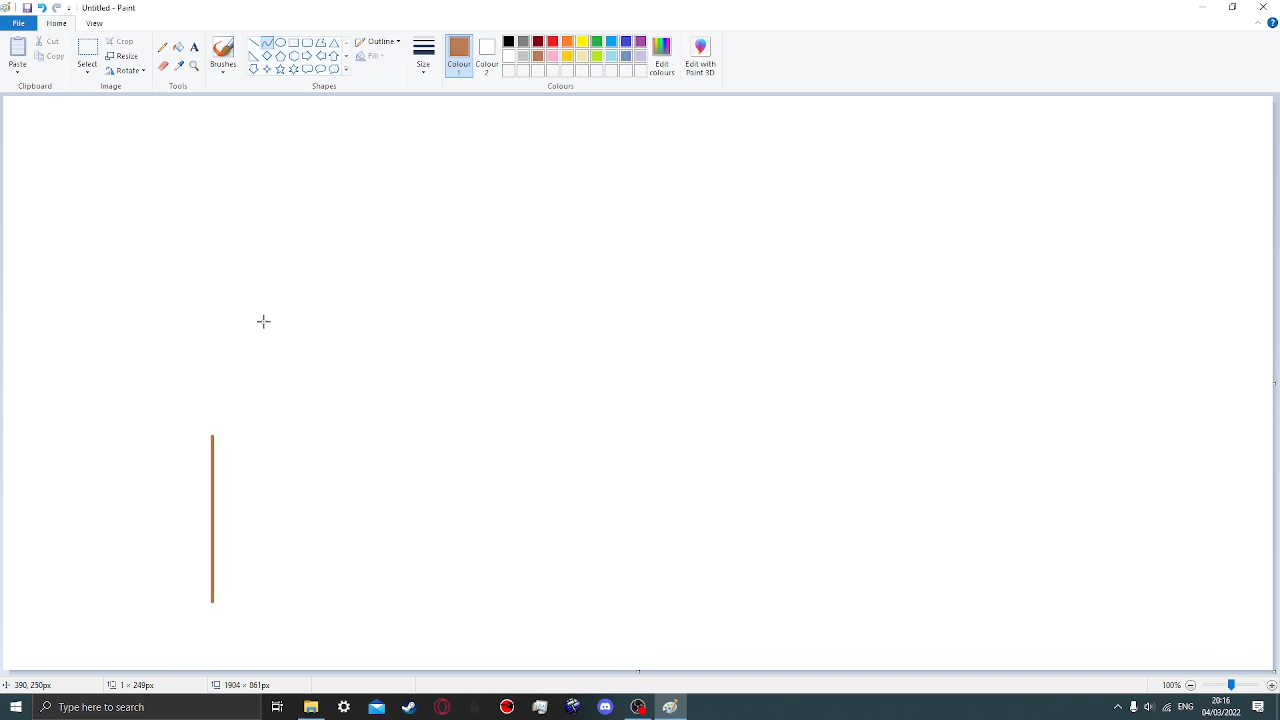 Untitled - Paint
File Home View
Paste
Cut
Copy
Clipboard
Select
Crop
Resize
Rotate
Image
A
Tools
Brushes
Outline
Fill
Shapes
Size
Colour 1
Colour 2
Edit colours
Colours
Edit with Paint 3D
390, 250px
1 × 249px
1904 × 861px
100%
Type here to search
ENG
20:16
04/03/2022